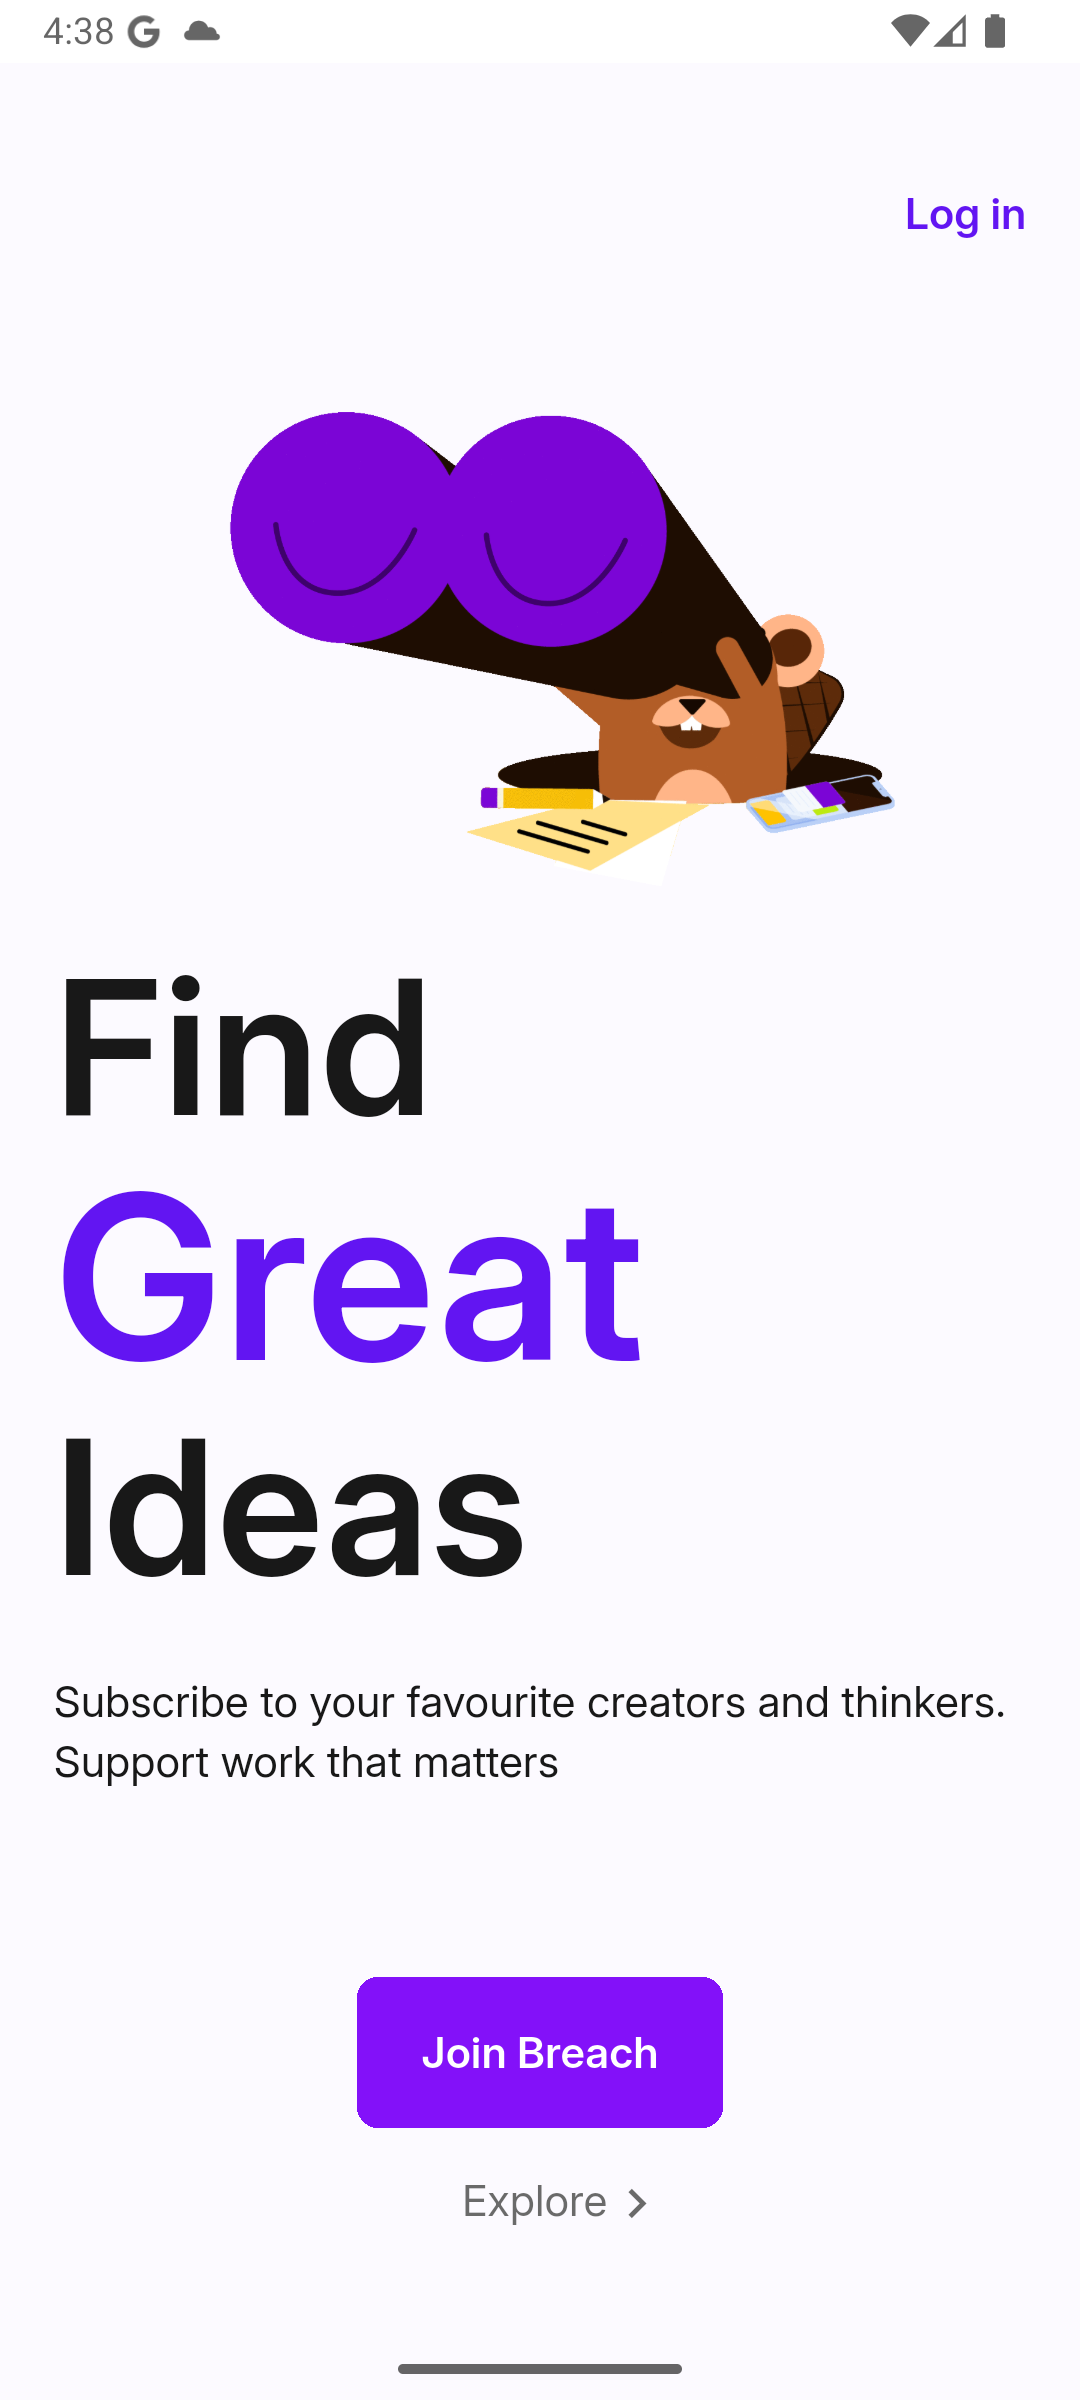 4:38
Log in
Find
Great
Ideas
Subscribe to your favourite creators and thinkers.
Support work that matters
Join Breach
Explore